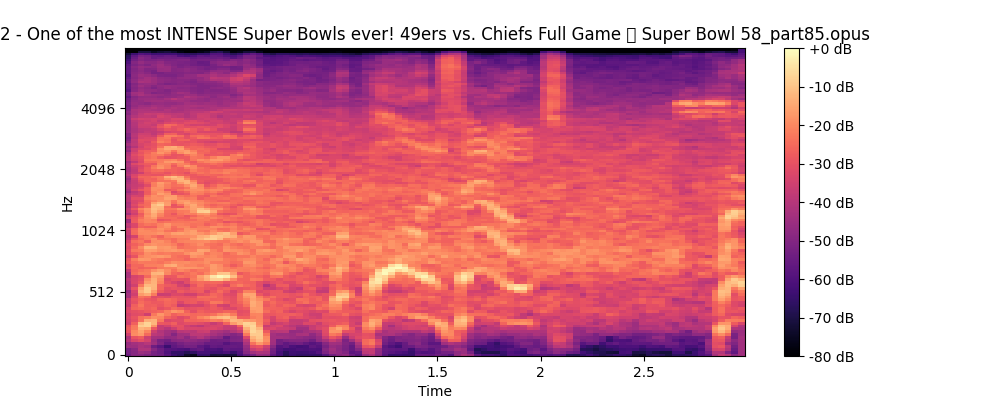 2 - One of the most INTENSE Super Bowls ever! 49ers vs. Chiefs Full Game  Super Bowl 58_part85.opus
+0 dB
-10 dB
-20 dB
-30 dB
-40 dB
-50 dB
-60 dB
-70 dB
-80 dB
Hz
4096
2048
1024
512
0
0
0.5
1
1.5
2
2.5
Time